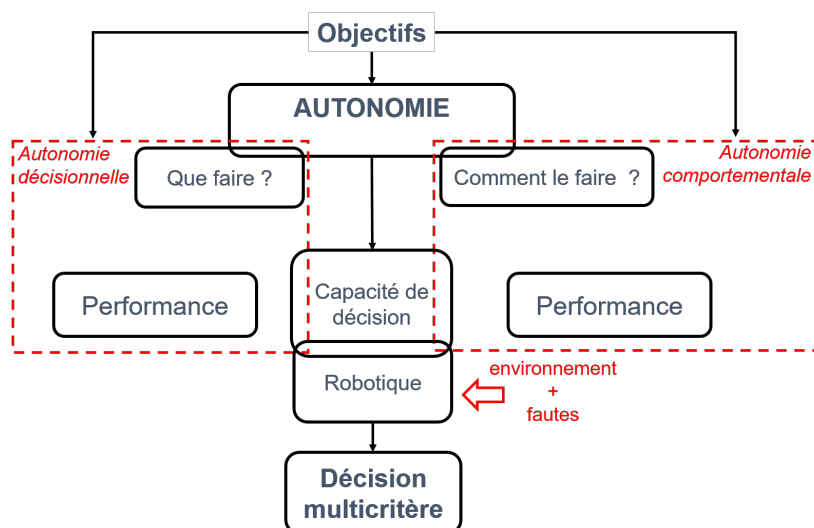 Objectifs
AUTONOMIE
Autonomie
décisionnelle
Que faire ?
Comment le faire ?
Autonomie
comportementale
Performance
Capacité de
décision
Performance
Robotique
environnement
+
fautes
Décision
multicritère